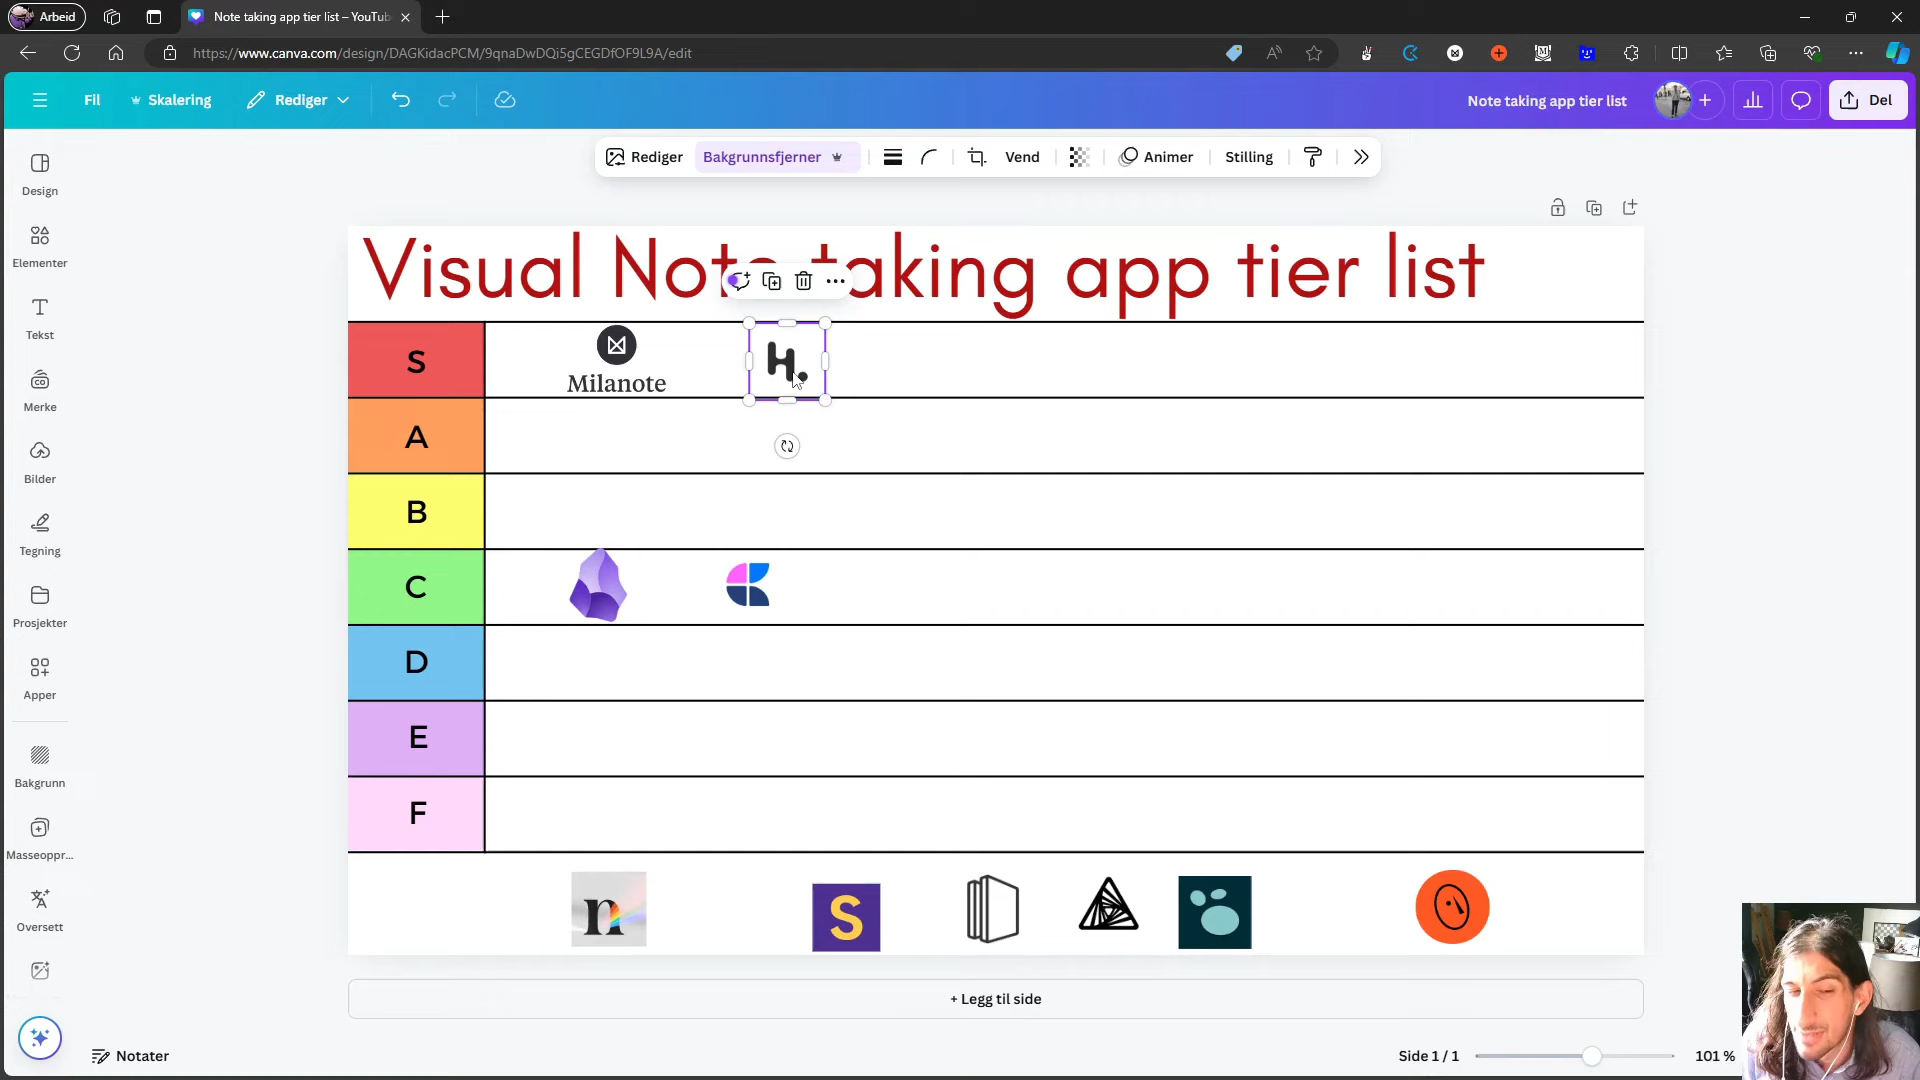 Arbeid
Note taking app tier list – YouTub
https://www.canva.com/design/DAGKidacPCM/9qnaDwDQi5gCEGDfOF9L9A/edit
Fil
Skalering
Rediger
Note taking app tier list
Del
Rediger
Bakgrunnsfjerner
Vend
Animer
Stilling
Design
Elementer
Tekst
Merke
Bilder
Tegning
Prosjekter
Apper
Bakgrunn
Masseoppr...
Oversett
Visual Note taking app tier list
S
Milanote
H.
A
B
C
D
E
F
n
S
+ Legg til side
Notater
Side 1 / 1
101 %